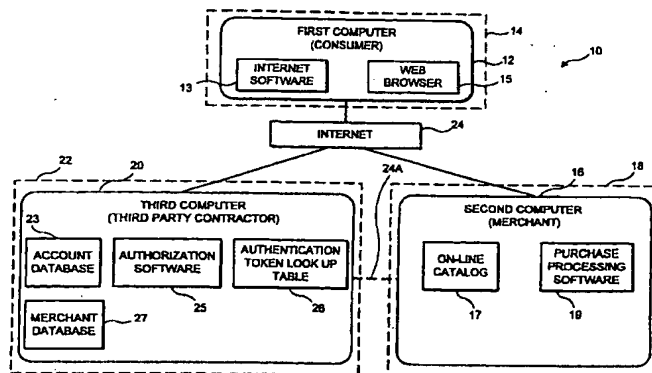 FIRST COMPUTER
(CONSUMER)
14
10
12
INTERNET
SOFTWARE
WEB
BROWSER
13
15
INTERNET
24
22
20
24A
16
18
THIRD COMPUTER
(THIRD PARTY CONTRACTOR)
SECOND COMPUTER
(MERCHANT)
23
ACCOUNT
DATABASE
AUTHORIZATION
SOFTWARE
AUTHENTICATION
TOKEN LOOK UP
TABLE
ON-LINE
CATALOG
PURCHASE
PROCESSING
SOFTWARE
25
26
17
19
MERCHANT
DATABASE
27